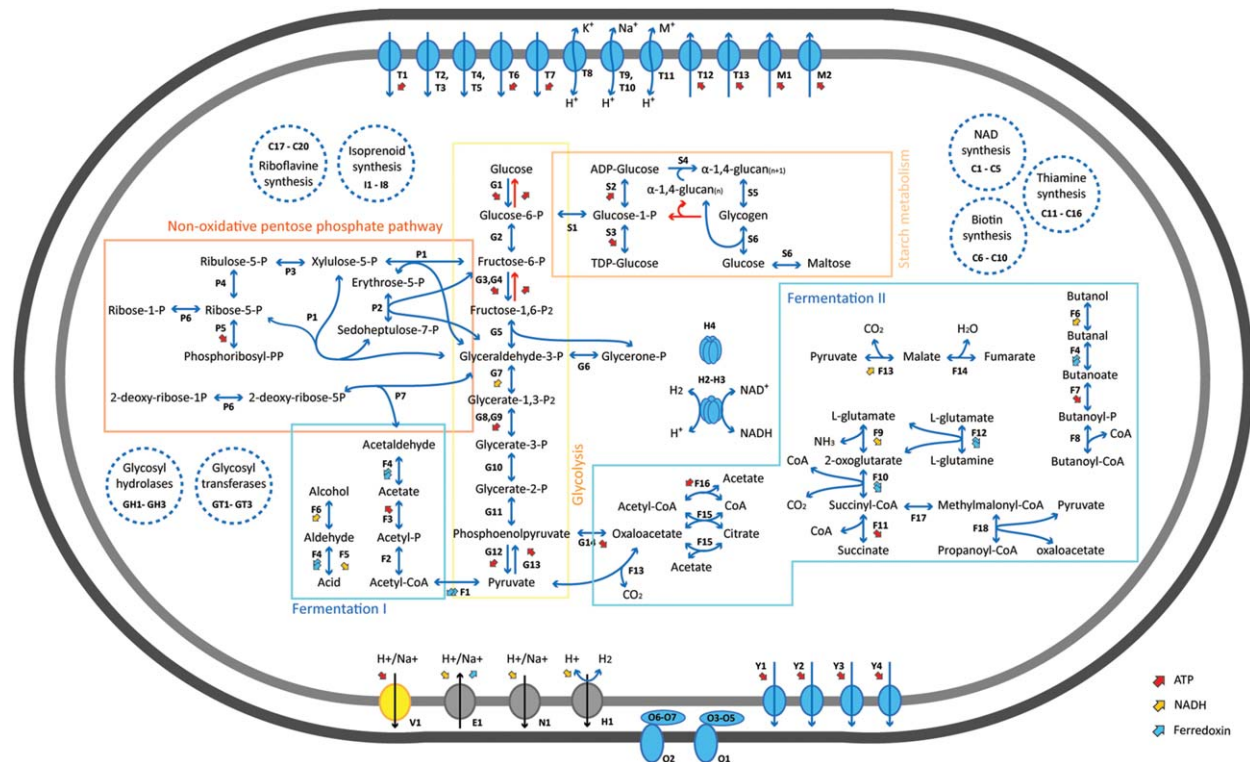 K+ Na+ M+
T1 T2, T3 T4, T5 T6 T7 T8 T9, T10 T11 T12 T13 M1 M2
H+ H+ H+
C17 - C20
Riboflavine
synthesis
Isoprenoid
synthesis
I1 - I8
NAD
synthesis
C1 - C5
Thiamine
synthesis
C11 - C16
Biotin
synthesis
C6 - C10
Glucose
G1
Glucose-6-P
G2
Fructose-6-P
G3,G4
Fructose-1,6-P2
G5
Glyceraldehyde-3-P
G6
Glycerone-P
G7
Glycerate-1,3-P2
G8,G9
Glycerate-3-P
G10
Glycerate-2-P
G11
Phosphoenolpyruvate
G12
G13
G14
Pyruvate
Glycolysis
ADP-Glucose
S4
α-1,4-glucan(n+1)
α-1,4-glucan(n)
S2
S5
S1
Glucose-1-P
Glycogen
S3
S6
TDP-Glucose
Glucose
S6
Maltose
Starch metabolism
Non-oxidative pentose phosphate pathway
Ribulose-5-P
P3
Xylulose-5-P
P1
P4
Erythrose-5-P
Ribose-1-P
P6
Ribose-5-P
P1
P2
P5
Sedoheptulose-7-P
Phosphoribosyl-PP
2-deoxy-ribose-1P
P6
2-deoxy-ribose-5P
P7
Glycosyl
hydrolases
GH1- GH3
Glycosyl
transferases
GT1- GT3
Acetaldehyde
F4
Acetate
F3
Acetyl-P
F2
Acetyl-CoA
F1
Alcohol
F6
Aldehyde
F4
F5
Acid
Fermentation I
H4
H2-H3
H2
NAD+
H+
NADH
Fermentation II
CO2
H2O
Pyruvate
Malate
Fumarate
F13
F14
Butanol
F6
Butanal
F4
Butanoate
F7
Butanoyl-P
F8
CoA
Butanoyl-CoA
L-glutamate
L-glutamate
F9
F12
NH3
2-oxoglutarate
L-glutamine
CoA
F10
CO2
Succinyl-CoA
F17
Methylmalonyl-CoA
Pyruvate
CoA
F11
F18
Succinate
Propanoyl-CoA
oxaloacetate
Acetate
F16
Acetyl-CoA
CoA
F15
Oxaloacetate
Citrate
F15
Acetate
F13
CO2
H+/Na+ H+/Na+ H+/Na+ H+ H2
V1 E1 N1 H1
O6-O7 O3-O5
O2 O1
Y1 Y2 Y3 Y4
ATP
NADH
Ferredoxin